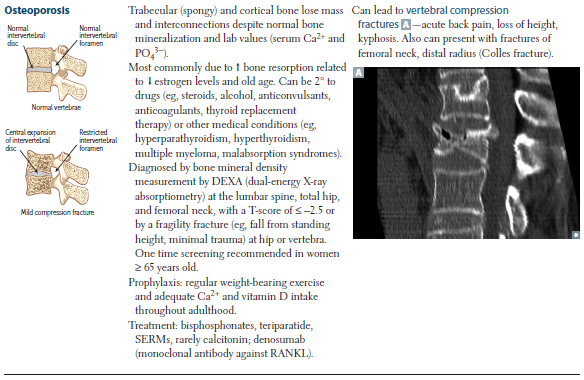 Osteoporosis
Normal
intervertebral
disc
Normal
intervertebral
foramen
Normal vertebrae
Central expansion
of intervertebral
disc
Restricted
intervertebral
foramen
Mild compression fracture
Trabecular (spongy) and cortical bone lose mass
and interconnections despite normal bone
mineralization and lab values (serum Ca²⁺ and
PO₄³⁻).
Most commonly due to ↑ bone resorption related
to ↓ estrogen levels and old age. Can be 2° to
drugs (eg, steroids, alcohol, anticonvulsants,
anticoagulants, thyroid replacement
therapy) or other medical conditions (eg,
hyperparathyroidism, hyperthyroidism,
multiple myeloma, malabsorption syndromes).
Diagnosed by bone mineral density
measurement by DEXA (dual-energy X-ray
absorptiometry) at the lumbar spine, total hip,
and femoral neck, with a T-score of ≤ –2.5 or
by a fragility fracture (eg, fall from standing
height, minimal trauma) at hip or vertebra.
One time screening recommended in women
≥ 65 years old.
Prophylaxis: regular weight-bearing exercise
and adequate Ca²⁺ and vitamin D intake
throughout adulthood.
Treatment: bisphosphonates, teriparatide,
SERMs, rarely calcitonin; denosumab
(monoclonal antibody against RANKL).
Can lead to vertebral compression
fractures A—acute back pain, loss of height,
kyphosis. Also can present with fractures of
femoral neck, distal radius (Colles fracture).
A